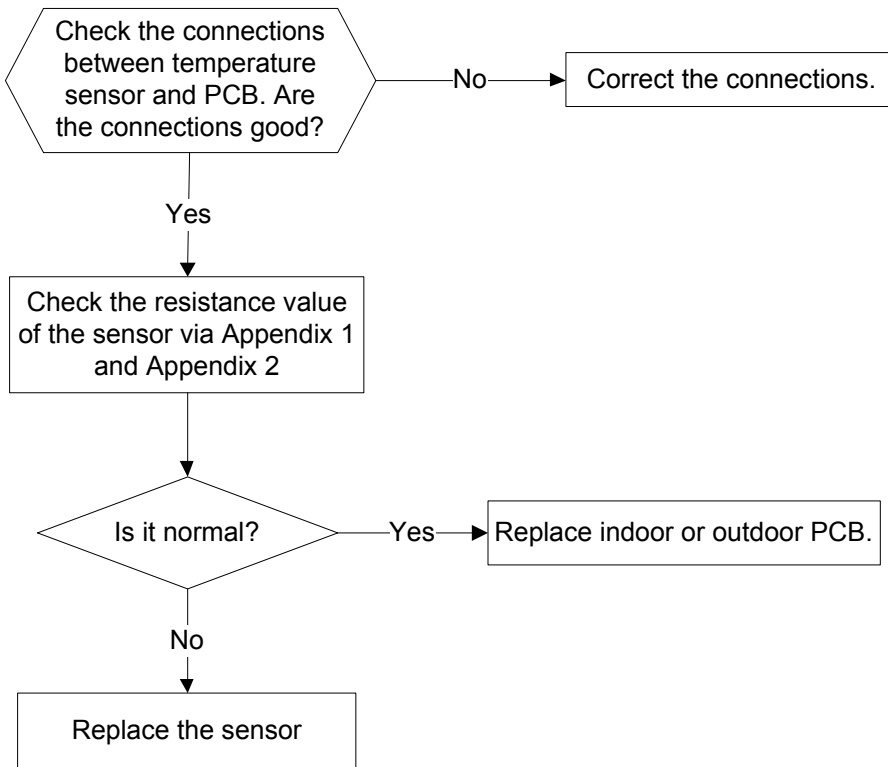 Check the connections
between temperature
sensor and PCB. Are
the connections good?
No
Correct the connections.
Yes
Check the resistance value
of the sensor via Appendix 1
and Appendix 2
Is it normal?
Yes
Replace indoor or outdoor PCB.
No
Replace the sensor